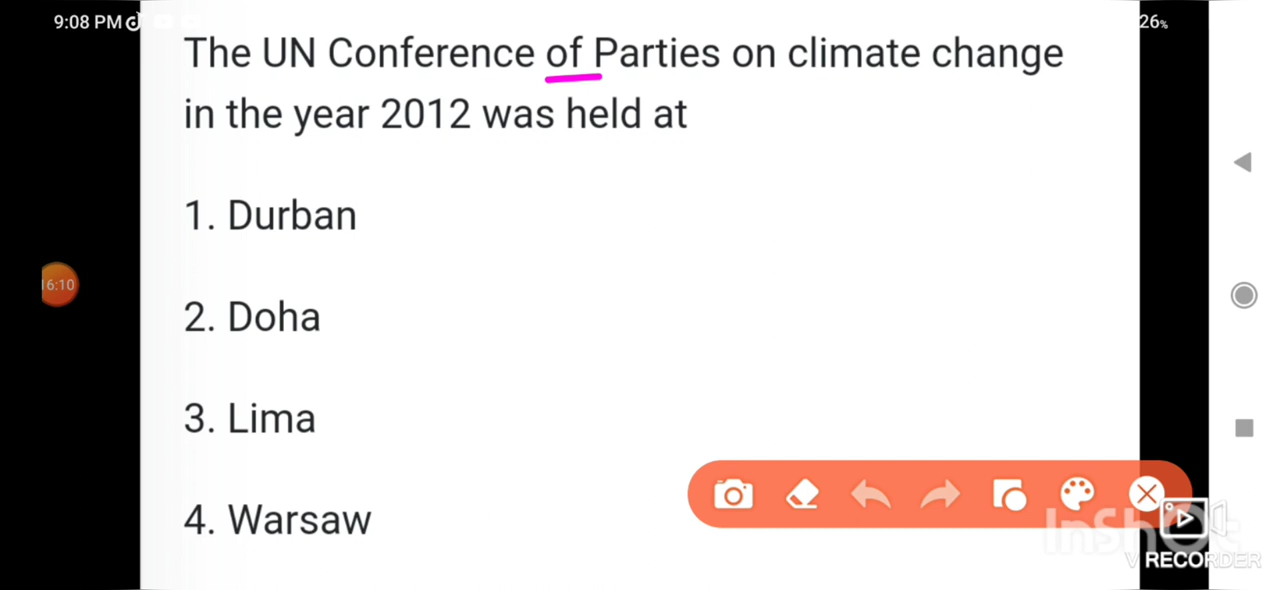 9:08 PM
26%
The UN Conference of Parties on climate change
in the year 2012 was held at
1. Durban
16:10
2. Doha
3. Lima
4. Warsaw
InShot
V RECORDER